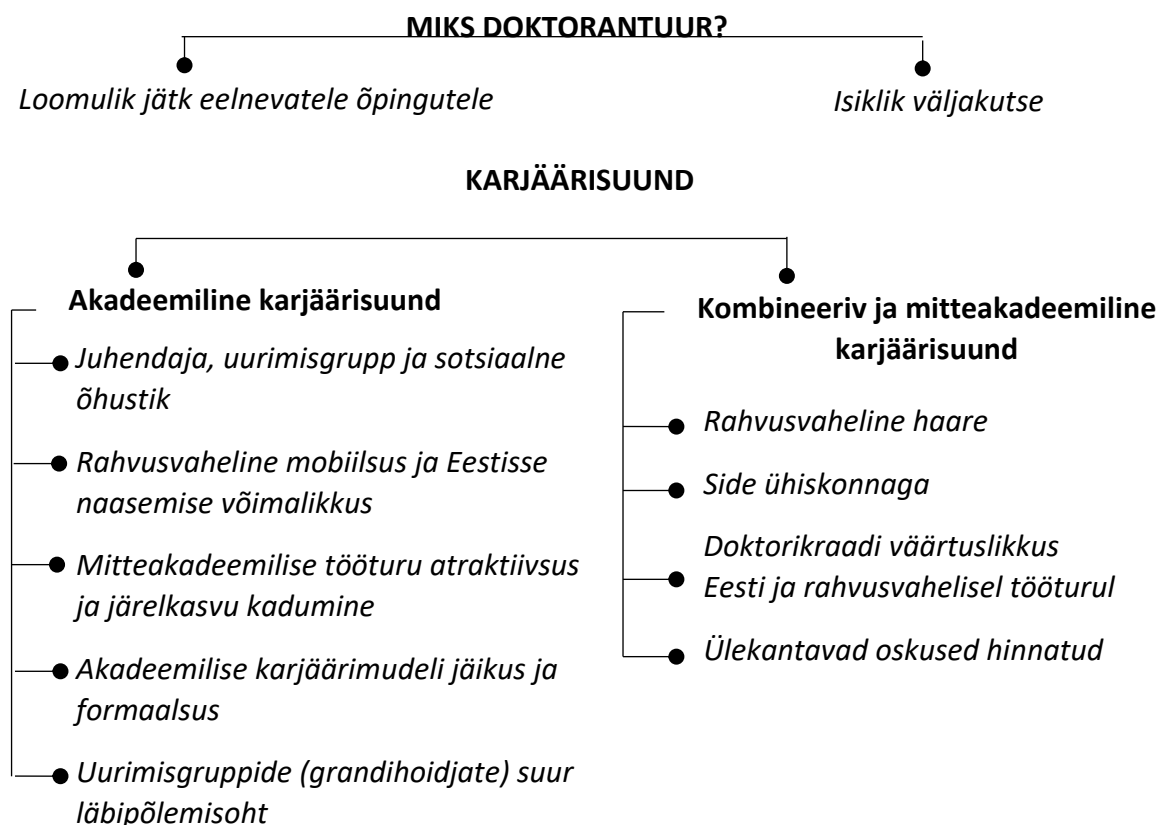 MIKS DOKTORANTUUR?
Loomulik jätk eelnevatele õpingutele
Isiklik väljakutse
KARJÄÄRISUUND
Akadeemiline karjäärisuund
Juhendaja, uurimisgrupp ja sotsiaalne
õhustik
Rahvusvaheline mobiilsus ja Eestisse
naasemise võimalikkus
Mitteakadeemilise tööturu atraktiivsus
ja järelkasvu kadumine
Akadeemilise karjäärimudeli jäikus ja
formaalsus
Uurimisgruppide (grandihoidjate) suur
läbipõlemisoht
Kombineeriv ja mitteakadeemiline
karjäärisuund
Rahvusvaheline haare
Side ühiskonnaga
Doktorikraadi väärtuslikkus
Eesti ja rahvusvahelisel tööturul
Ülekantavad oskused hinnatud